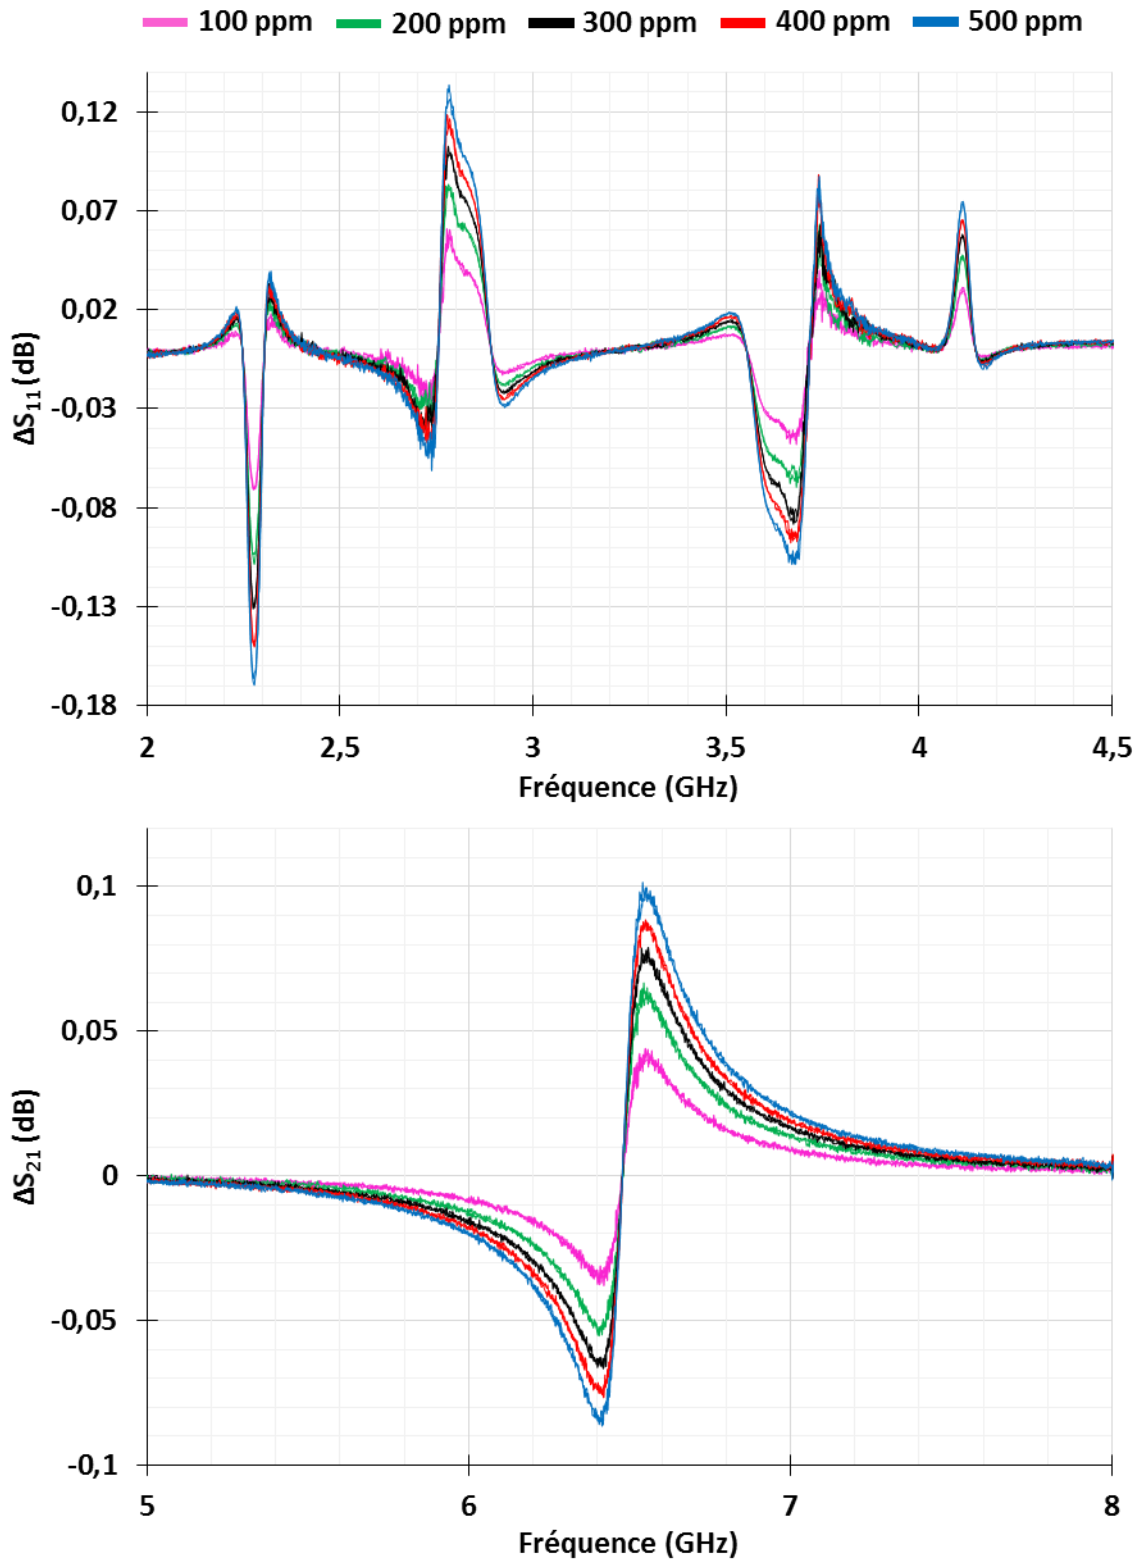 100 ppm 200 ppm 300 ppm 400 ppm 500 ppm
0,12
0,07
0,02
-0,03
-0,08
-0,13
-0,18
ΔS11(dB)
2 2,5 3 3,5 4 4,5
Fréquence (GHz)
0,1
0,05
0
-0,05
-0,1
ΔS21 (dB)
5 6 7 8
Fréquence (GHz)